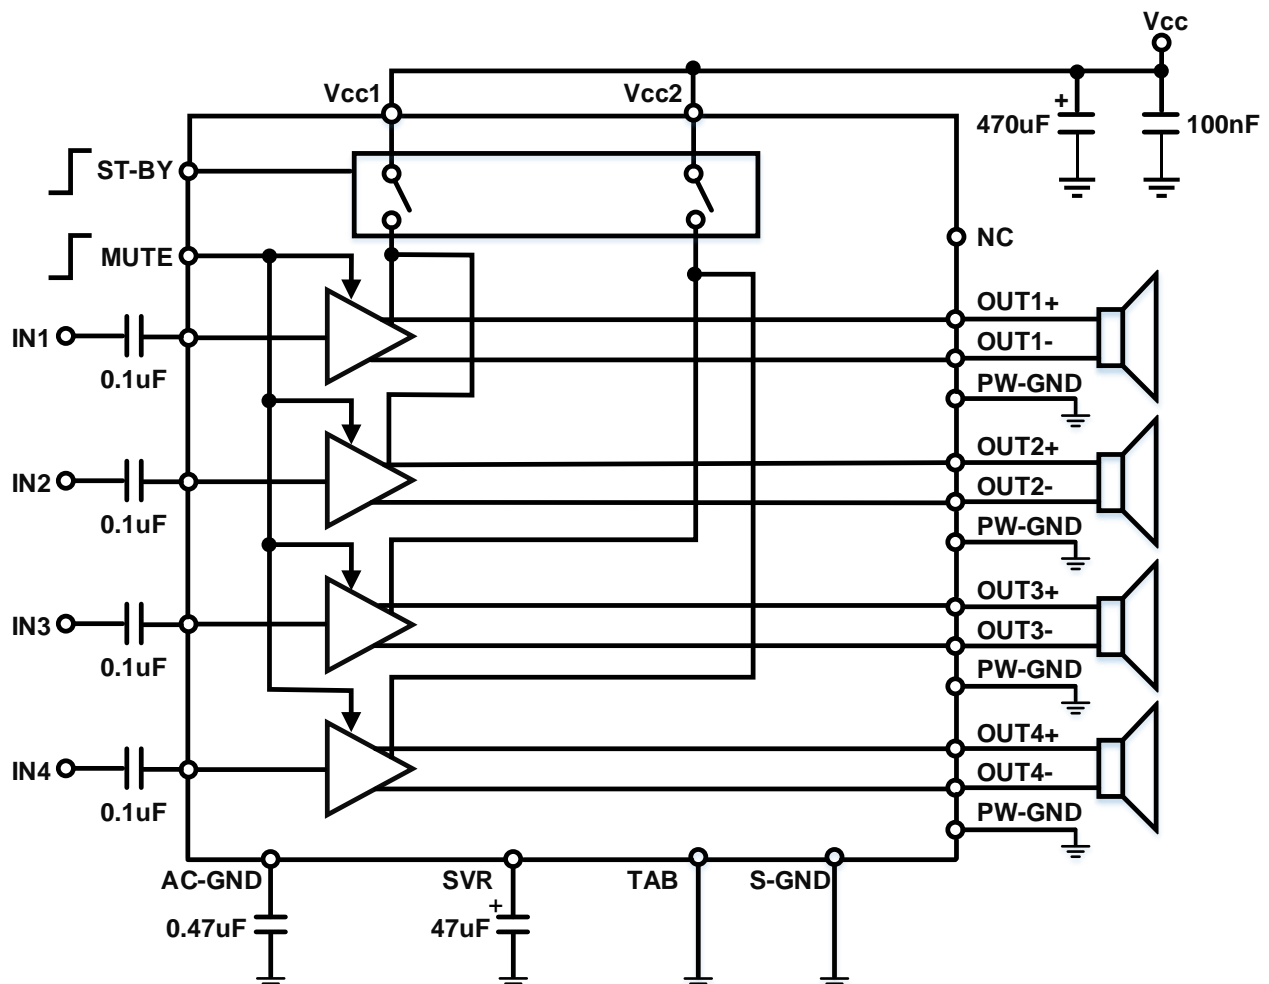 Vcc
Vcc1
Vcc2
+
470uF
100nF
ST-BY
MUTE
NC
OUT1+
IN1
OUT1-
0.1uF
PW-GND
OUT2+
IN2
OUT2-
0.1uF
PW-GND
OUT3+
IN3
OUT3-
0.1uF
PW-GND
OUT4+
IN4
OUT4-
0.1uF
PW-GND
AC-GND
SVR
TAB
S-GND
+
0.47uF
47uF